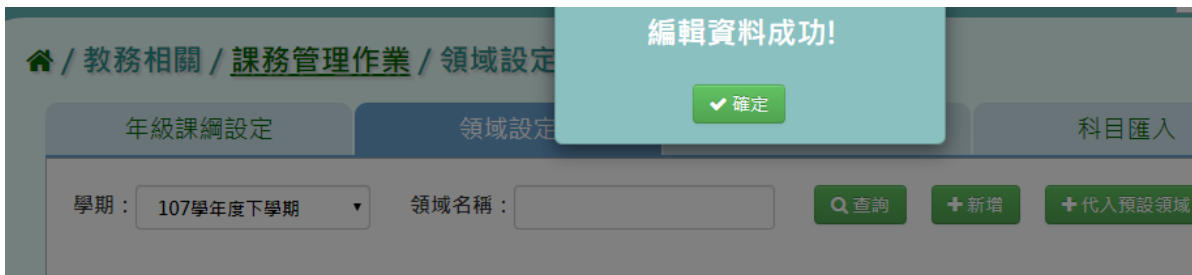 編輯資料成功!
確定
/ 教務相關 / 課務管理作業 / 領域設定
年級課綱設定 領域設定 科目匯入
學期： 107學年度下學期 領域名稱： 查詢 新增 代入預設領域